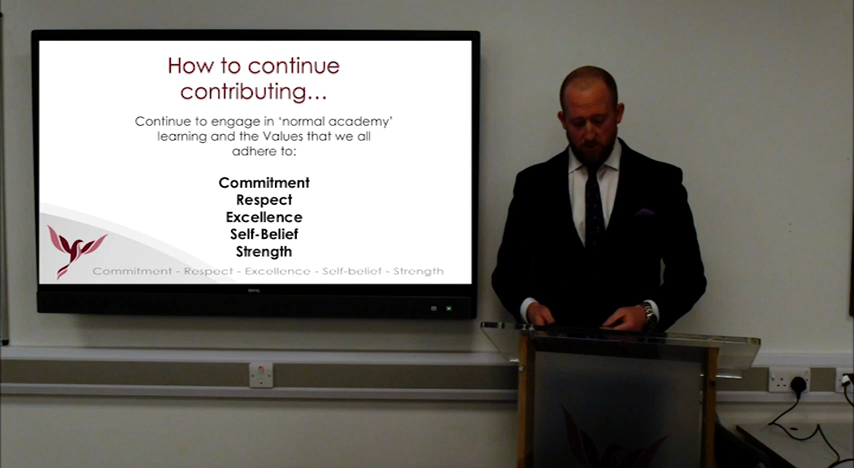 How to continue
contributing...
Continue to engage in 'normal academy'
learning and the Values that we all
adhere to:
Commitment
Respect
Excellence
Self-Belief
Strength
Commitment - Respect - Excellence - Self-belief - Strength